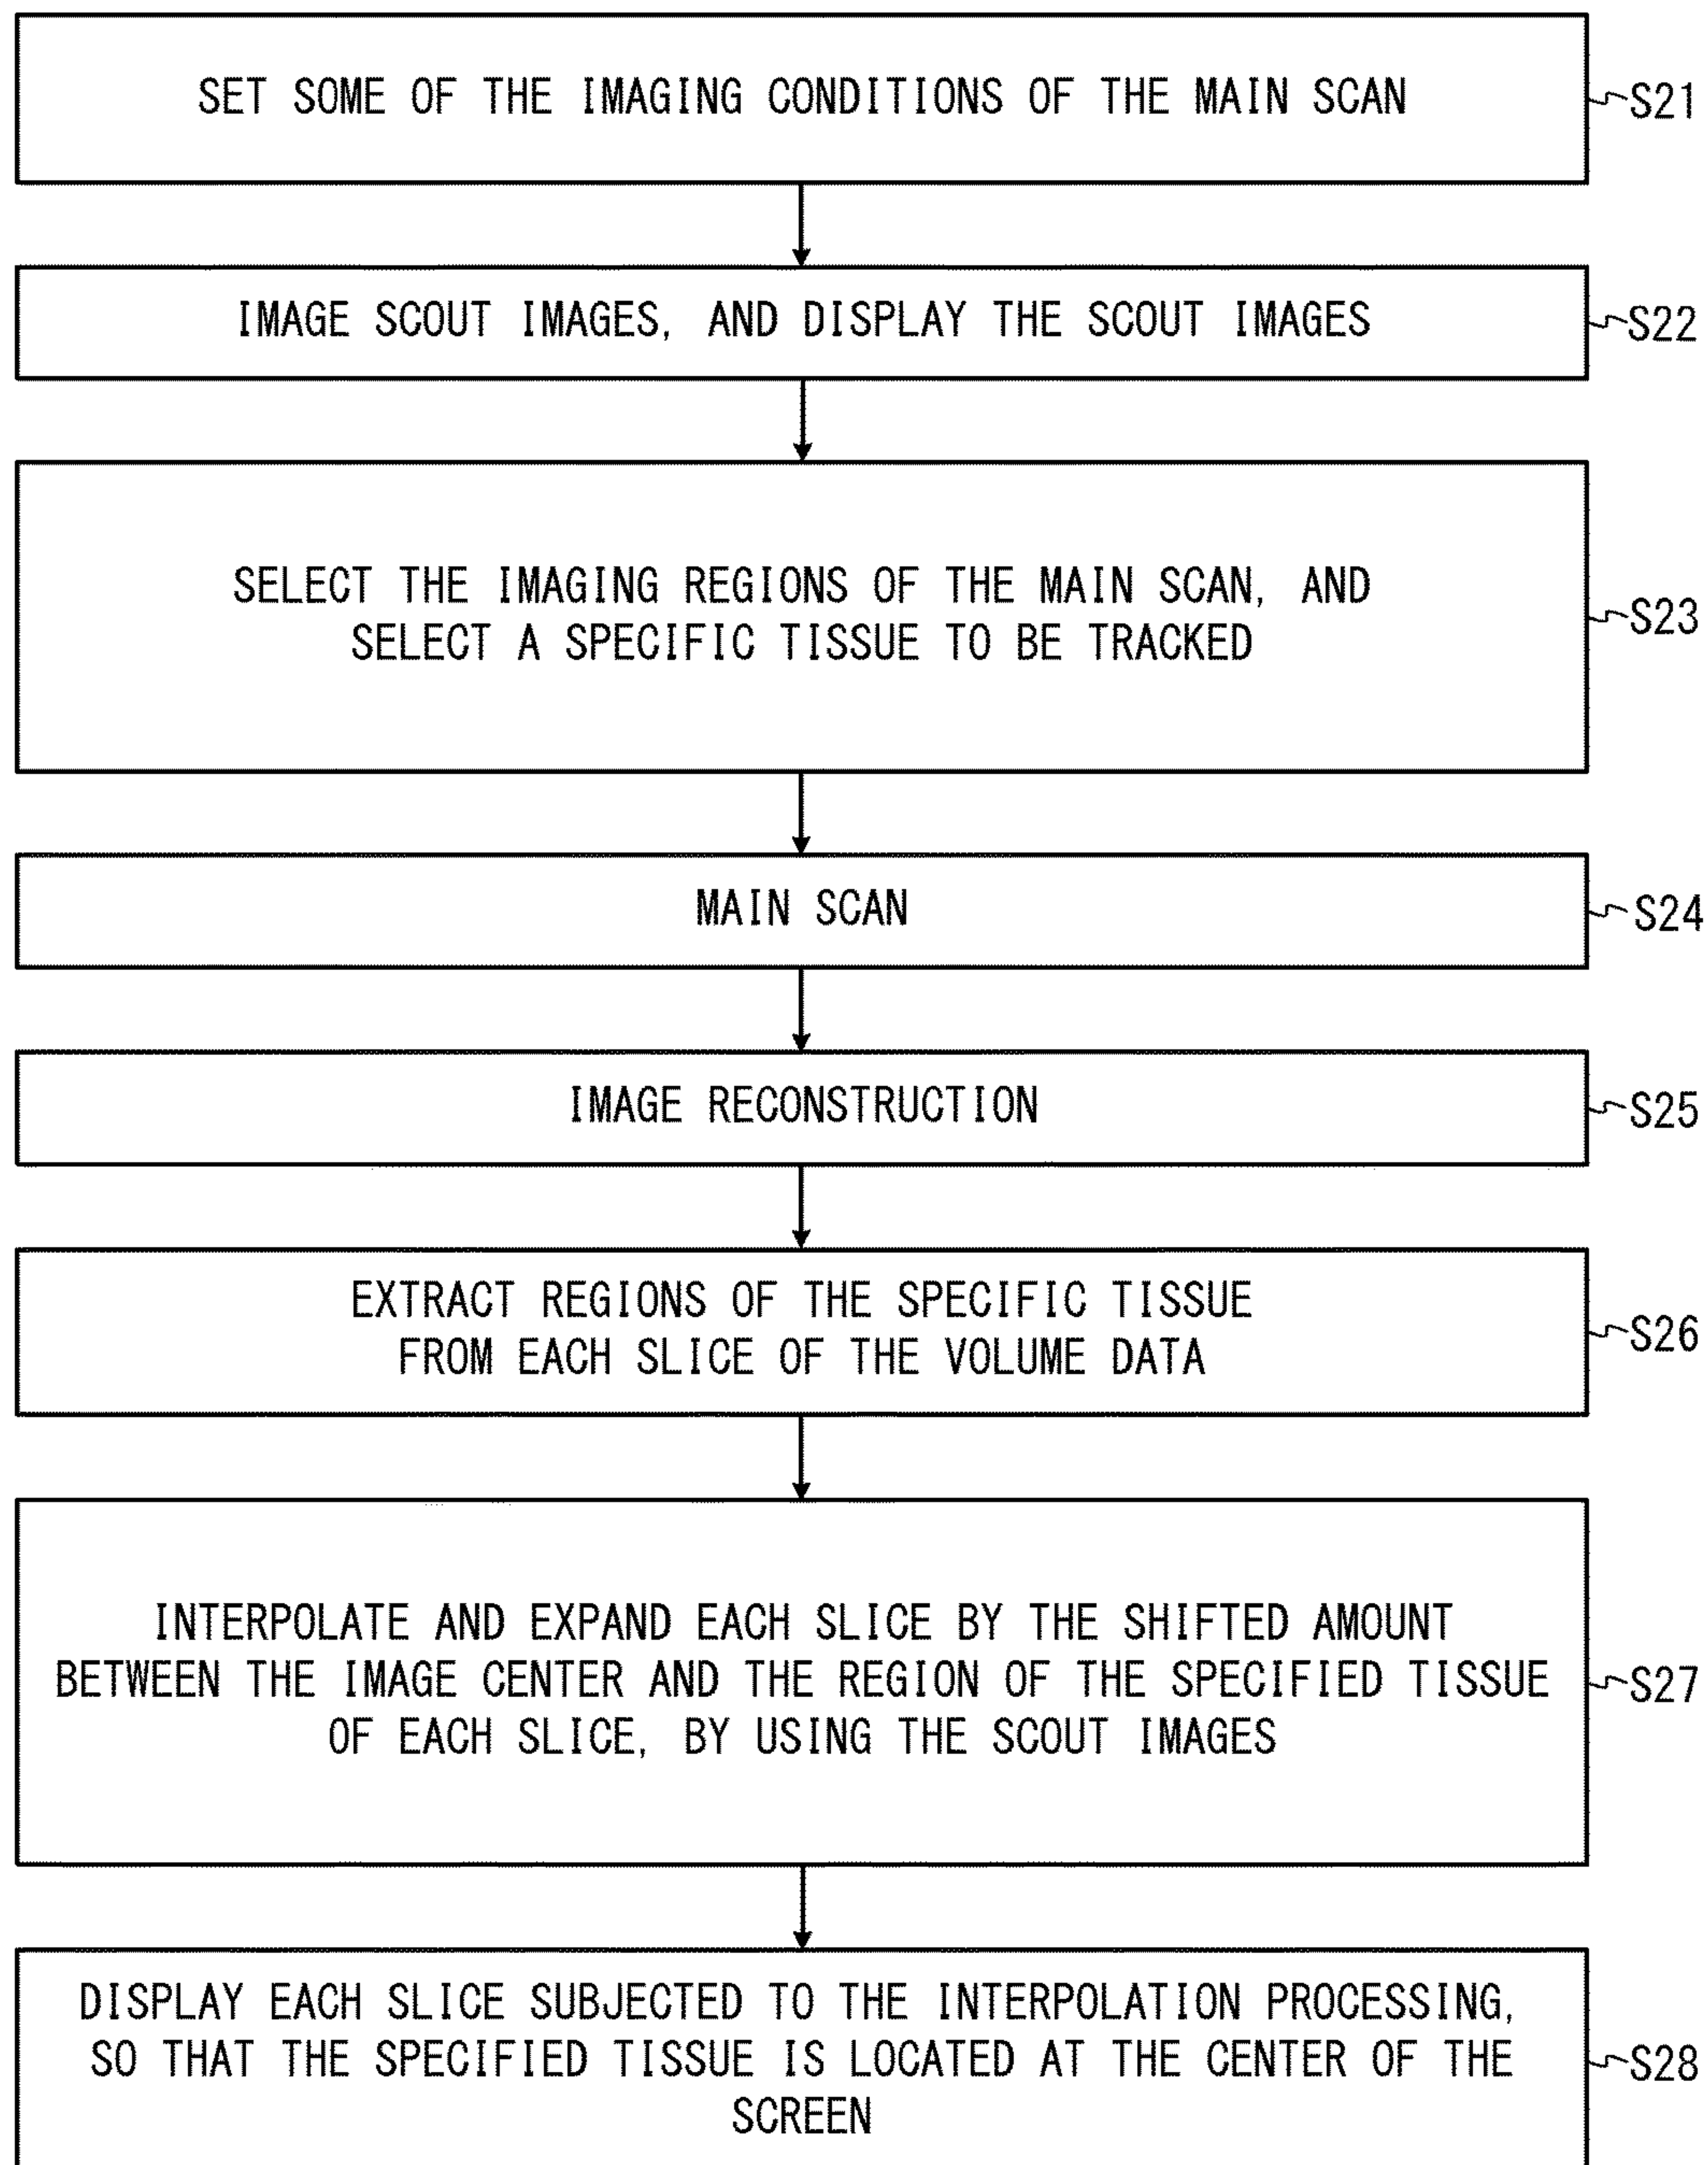 SET SOME OF THE IMAGING CONDITIONS OF THE MAIN SCAN
S21
IMAGE SCOUT IMAGES, AND DISPLAY THE SCOUT IMAGES
S22
SELECT THE IMAGING REGIONS OF THE MAIN SCAN, AND
SELECT A SPECIFIC TISSUE TO BE TRACKED
S23
MAIN SCAN
S24
IMAGE RECONSTRUCTION
S25
EXTRACT REGIONS OF THE SPECIFIC TISSUE
FROM EACH SLICE OF THE VOLUME DATA
S26
INTERPOLATE AND EXPAND EACH SLICE BY THE SHIFTED AMOUNT
BETWEEN THE IMAGE CENTER AND THE REGION OF THE SPECIFIED TISSUE
OF EACH SLICE, BY USING THE SCOUT IMAGES
S27
DISPLAY EACH SLICE SUBJECTED TO THE INTERPOLATION PROCESSING,
SO THAT THE SPECIFIED TISSUE IS LOCATED AT THE CENTER OF THE
SCREEN
S28